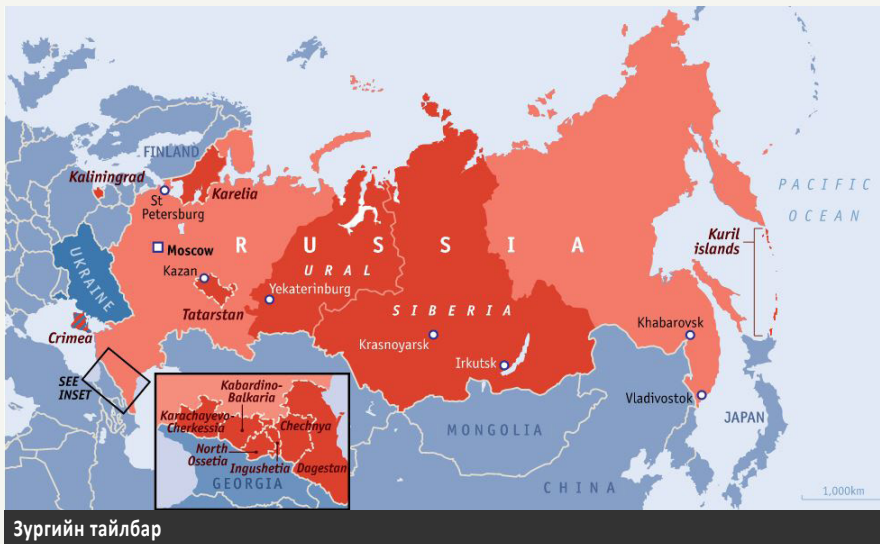 FINLAND
Kaliningrad
St
Petersburg
Karelia
PACIFIC
OCEAN
Kuril
islands
UKRAINE
Moscow
RUSSIA
Kazan
URAL
Yekaterinburg
Tatarstan
SIBERIA
Crimea
Krasnoyarsk
Irkutsk
Khabarovsk
Vladivostok
SEE
INSET
Kabardino-
Balkaria
Karachayevo-
Cherkessia
Chechnya
North
Ossetia
Ingushetia
Dagestan
GEORGIA
MONGOLIA
CHINA
JAPAN
1,000km
Зургийн тайлбар